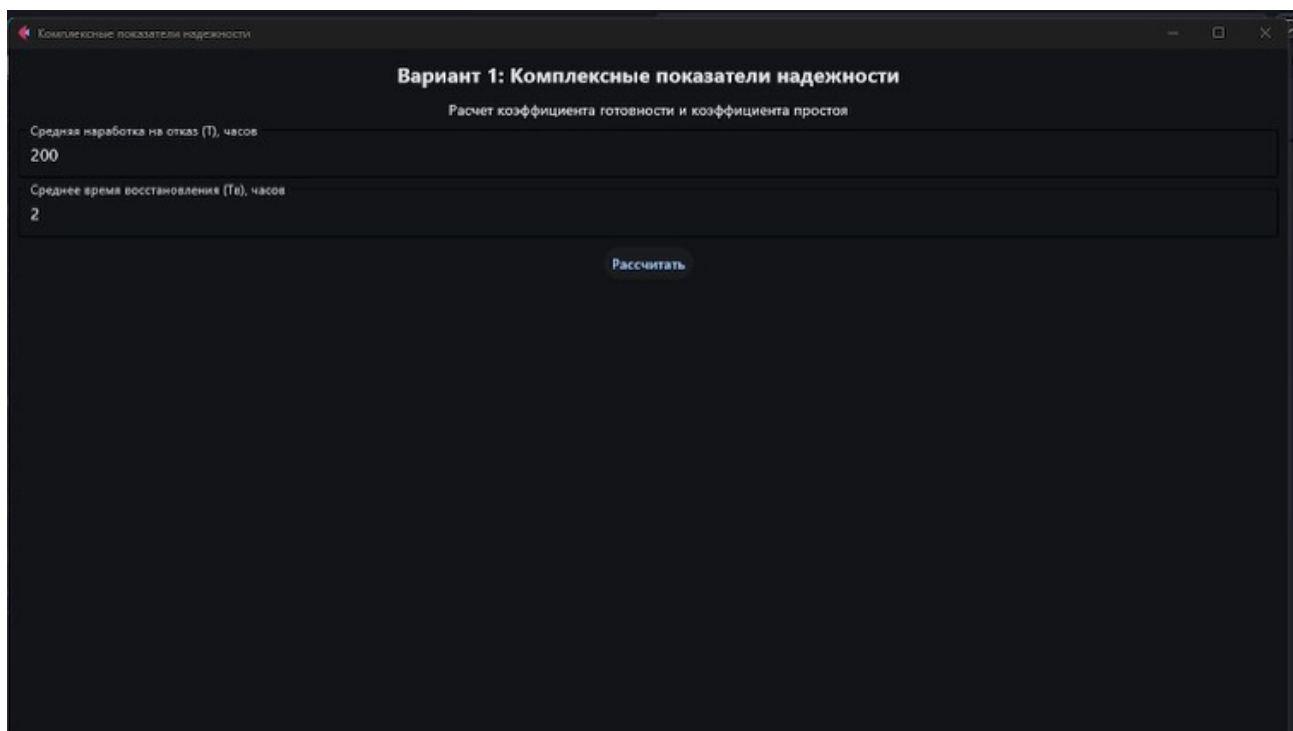 Комплексные показатели надежности
Вариант 1: Комплексные показатели надежности
Расчет коэффициента готовности и коэффициента простоя
Средняя наработка на отказ (Т), часов
200
Среднее время восстановления (Тв), часов
2
Рассчитать